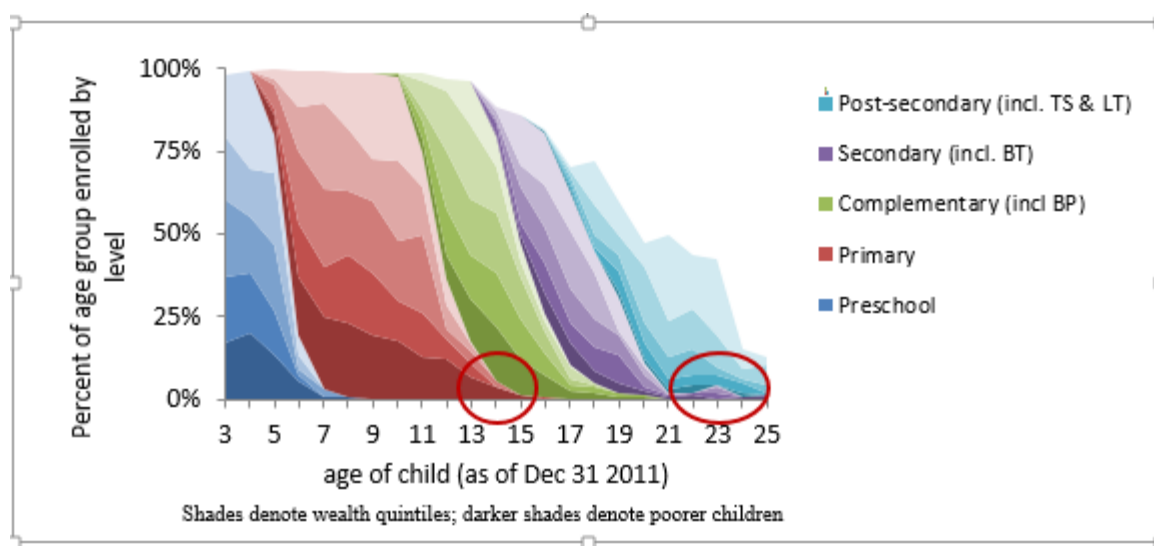 Percent of age group enrolled by
level
100%
75%
50%
25%
0%
3 5 7 9 11 13 15 17 19 21 23 25
age of child (as of Dec 31 2011)
Shades denote wealth quintiles; darker shades denote poorer children
Post-secondary (incl. TS & LT)
Secondary (incl. BT)
Complementary (incl BP)
Primary
Preschool